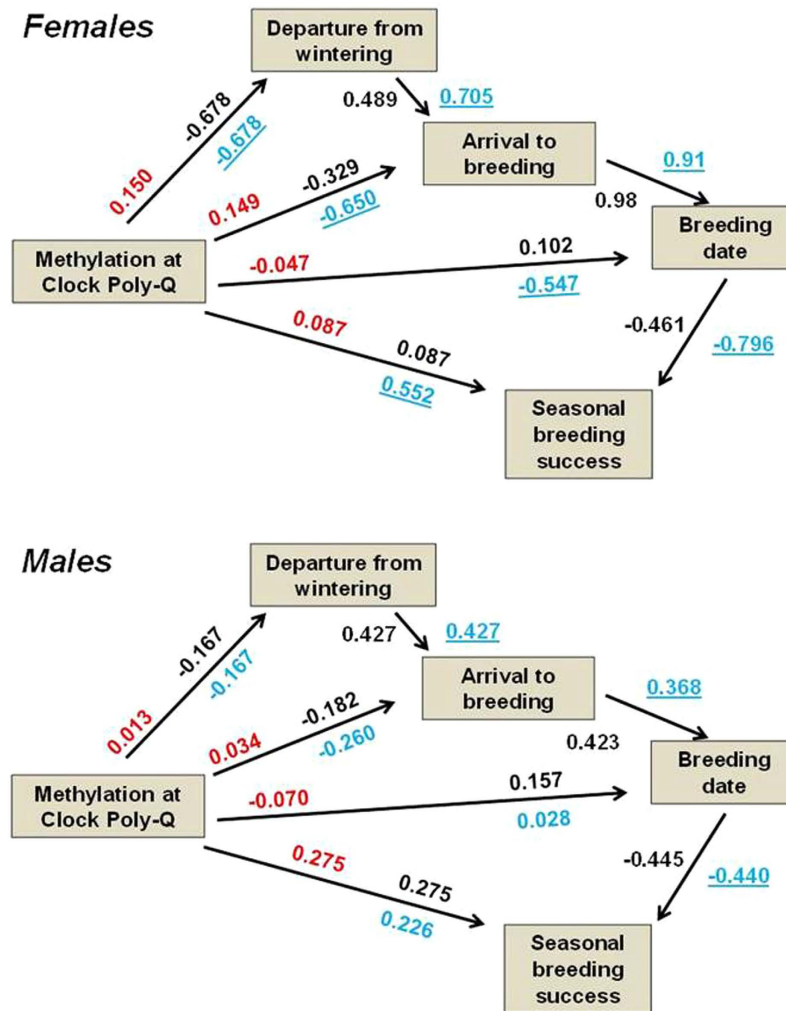 Females
Departure from
wintering
0.489
0.705
-0.678
-0.678
0.150
Arrival to
breeding
0.91
0.98
-0.329
-0.650
0.149
Breeding
date
Methylation at
Clock Poly-Q
-0.047
0.102
-0.547
0.087
0.087
0.552
-0.461
-0.796
Seasonal
breeding
success
Males
Departure from
wintering
0.427
0.427
-0.167
-0.167
0.013
Arrival to
breeding
0.368
0.423
-0.182
-0.260
0.034
Breeding
date
Methylation at
Clock Poly-Q
-0.070
0.157
0.028
0.275
0.275
0.226
-0.445
-0.440
Seasonal
breeding
success